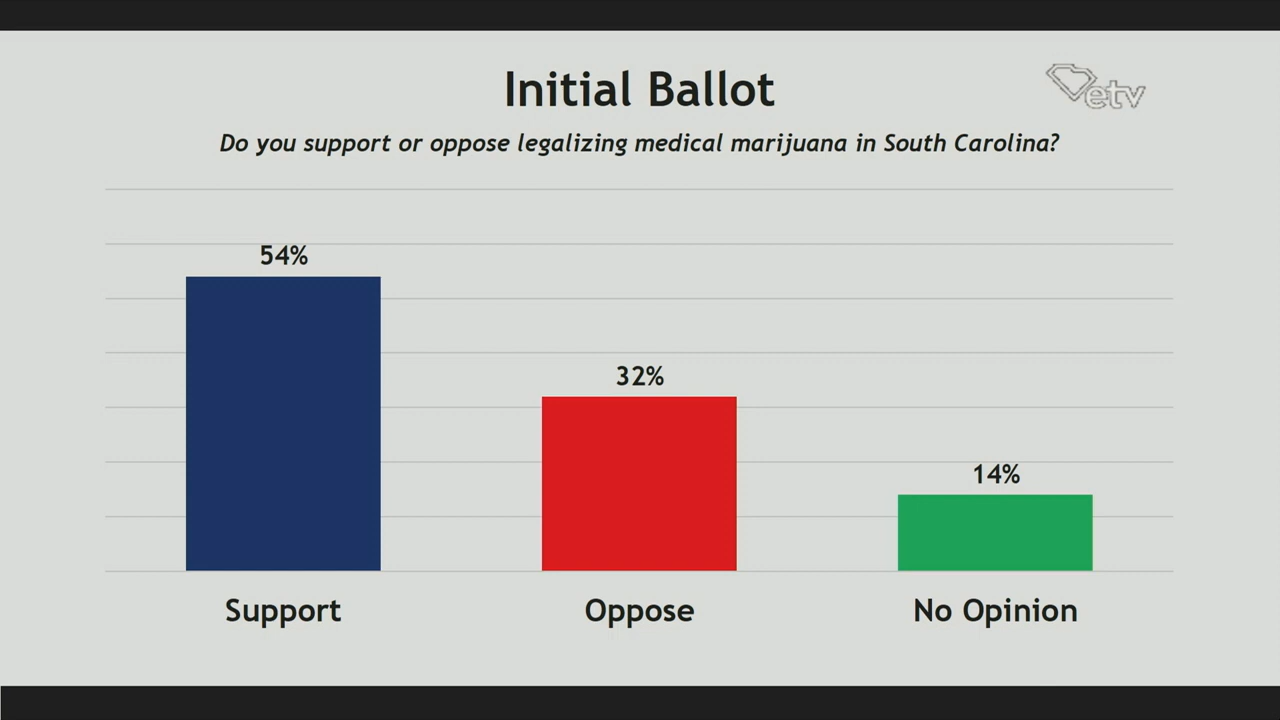 Initial Ballot
etv
Do you support or oppose legalizing medical marijuana in South Carolina?
54%
32%
14%
Support
Oppose
No Opinion